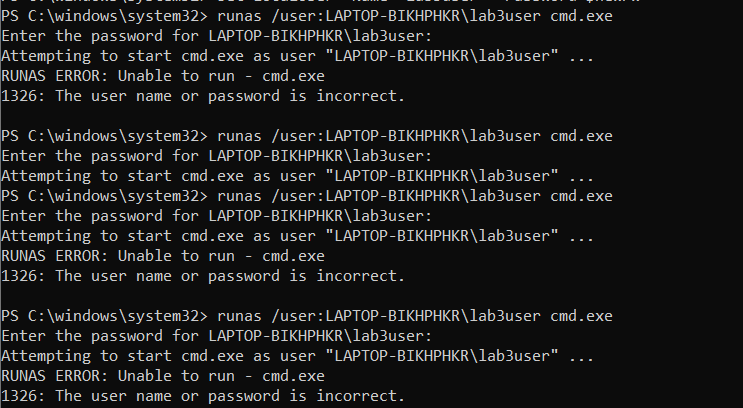 PS C:\windows\system32> runas /user:LAPTOP-BIKHPHKR\lab3user cmd.exe
Enter the password for LAPTOP-BIKHPHKR\lab3user:
Attempting to start cmd.exe as user "LAPTOP-BIKHPHKR\lab3user" ...
RUNAS ERROR: Unable to run - cmd.exe
1326: The user name or password is incorrect.
PS C:\windows\system32> runas /user:LAPTOP-BIKHPHKR\lab3user cmd.exe
Enter the password for LAPTOP-BIKHPHKR\lab3user:
Attempting to start cmd.exe as user "LAPTOP-BIKHPHKR\lab3user" ...
PS C:\windows\system32> runas /user:LAPTOP-BIKHPHKR\lab3user cmd.exe
Enter the password for LAPTOP-BIKHPHKR\lab3user:
Attempting to start cmd.exe as user "LAPTOP-BIKHPHKR\lab3user" ...
RUNAS ERROR: Unable to run - cmd.exe
1326: The user name or password is incorrect.
PS C:\windows\system32> runas /user:LAPTOP-BIKHPHKR\lab3user cmd.exe
Enter the password for LAPTOP-BIKHPHKR\lab3user:
Attempting to start cmd.exe as user "LAPTOP-BIKHPHKR\lab3user" ...
RUNAS ERROR: Unable to run - cmd.exe
1326: The user name or password is incorrect.